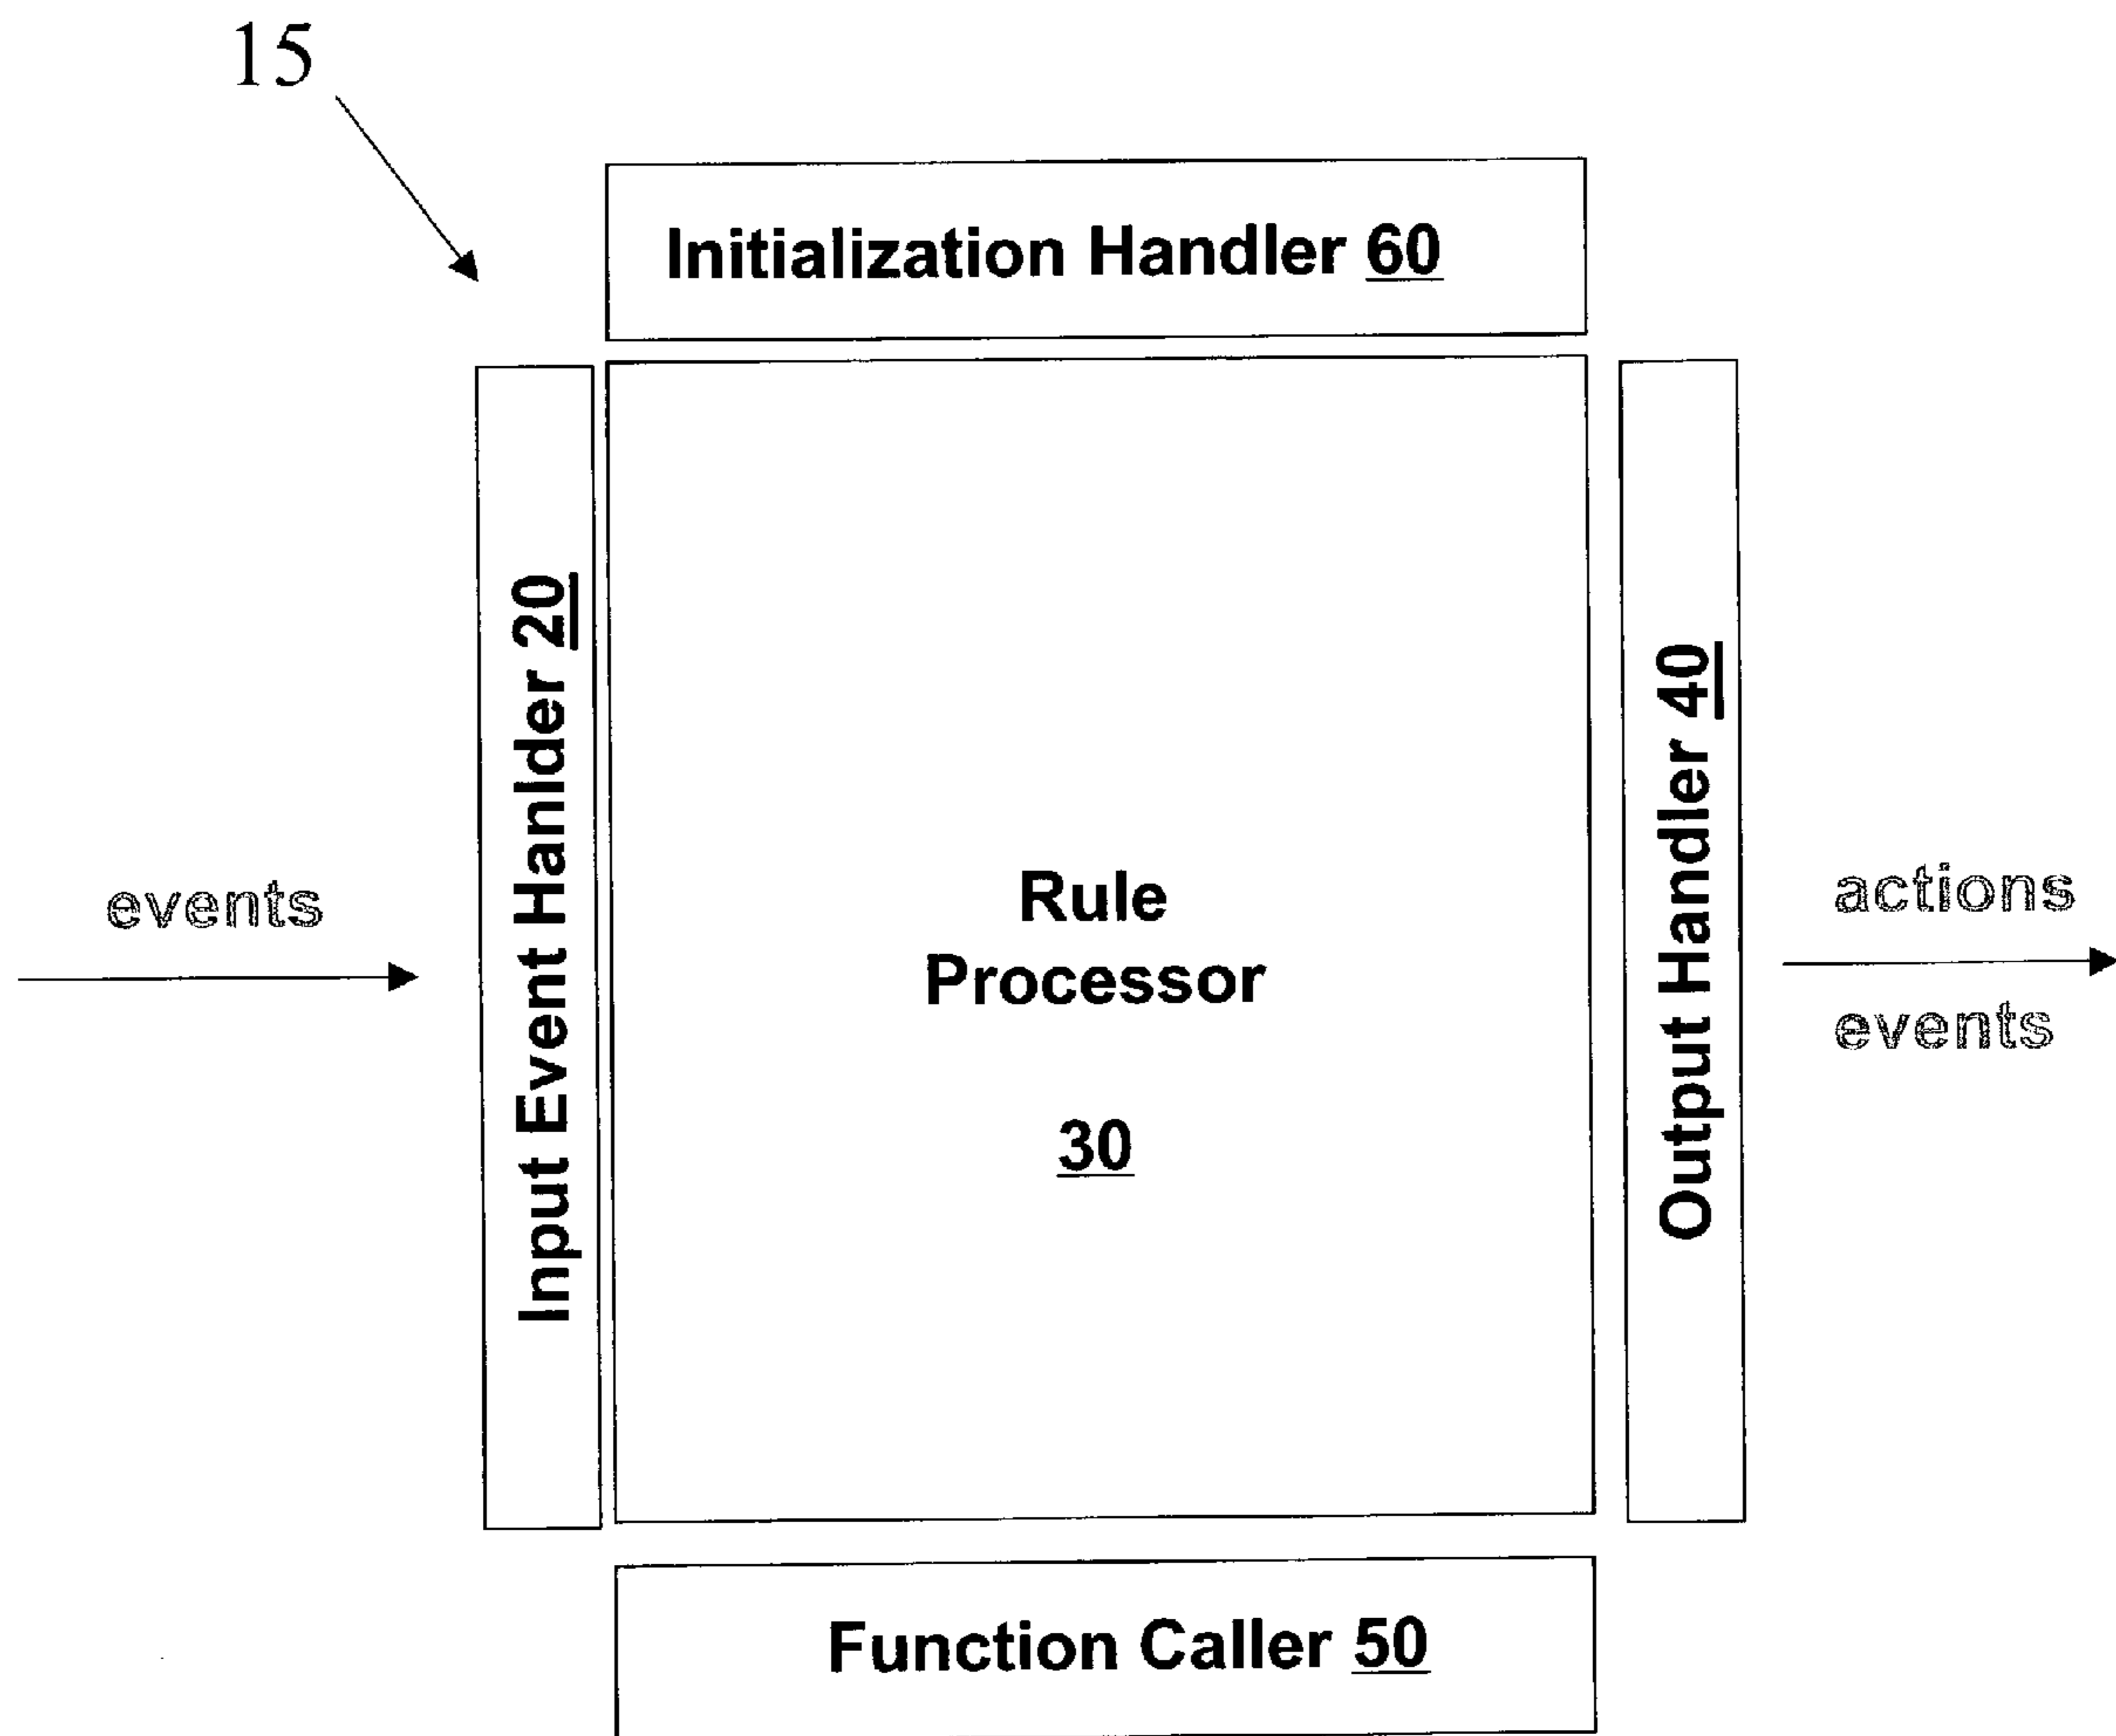 15
Initialization Handler 60
Input Event Hanlder 20
events
Rule
Processor
30
Output Handler 40
actions
events
Function Caller 50